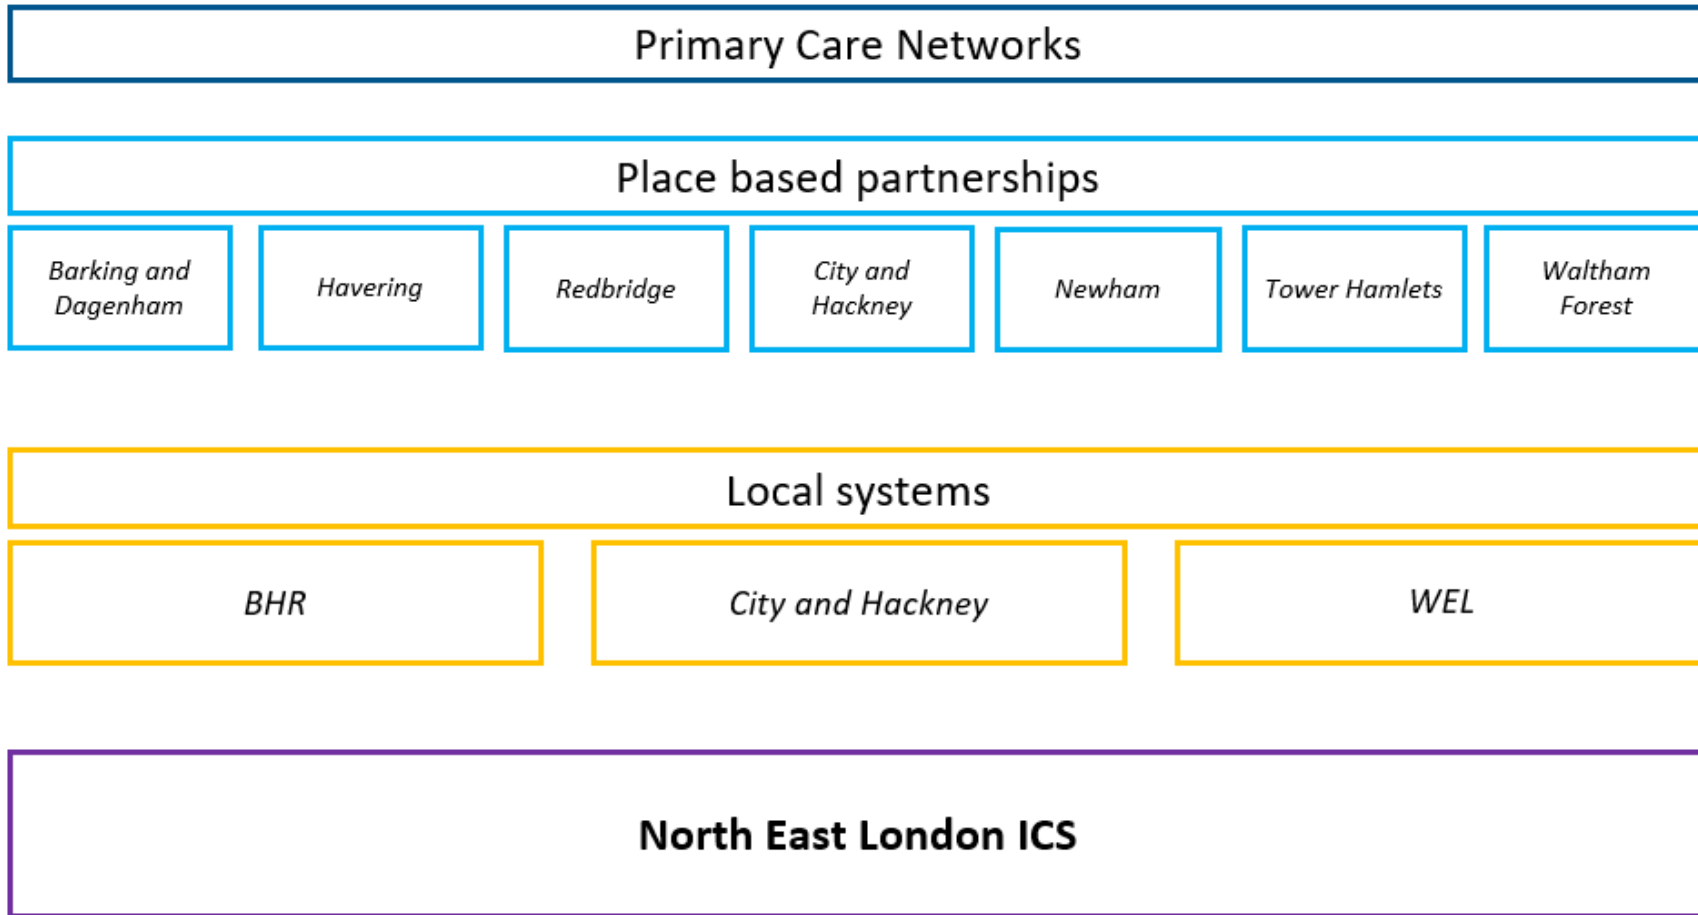 Primary Care Networks
Place based partnerships
Barking and
Dagenham
Havering
Redbridge
City and
Hackney
Newham
Tower Hamlets
Waltham
Forest
Local systems
BHR
City and Hackney
WEL
North East London ICS